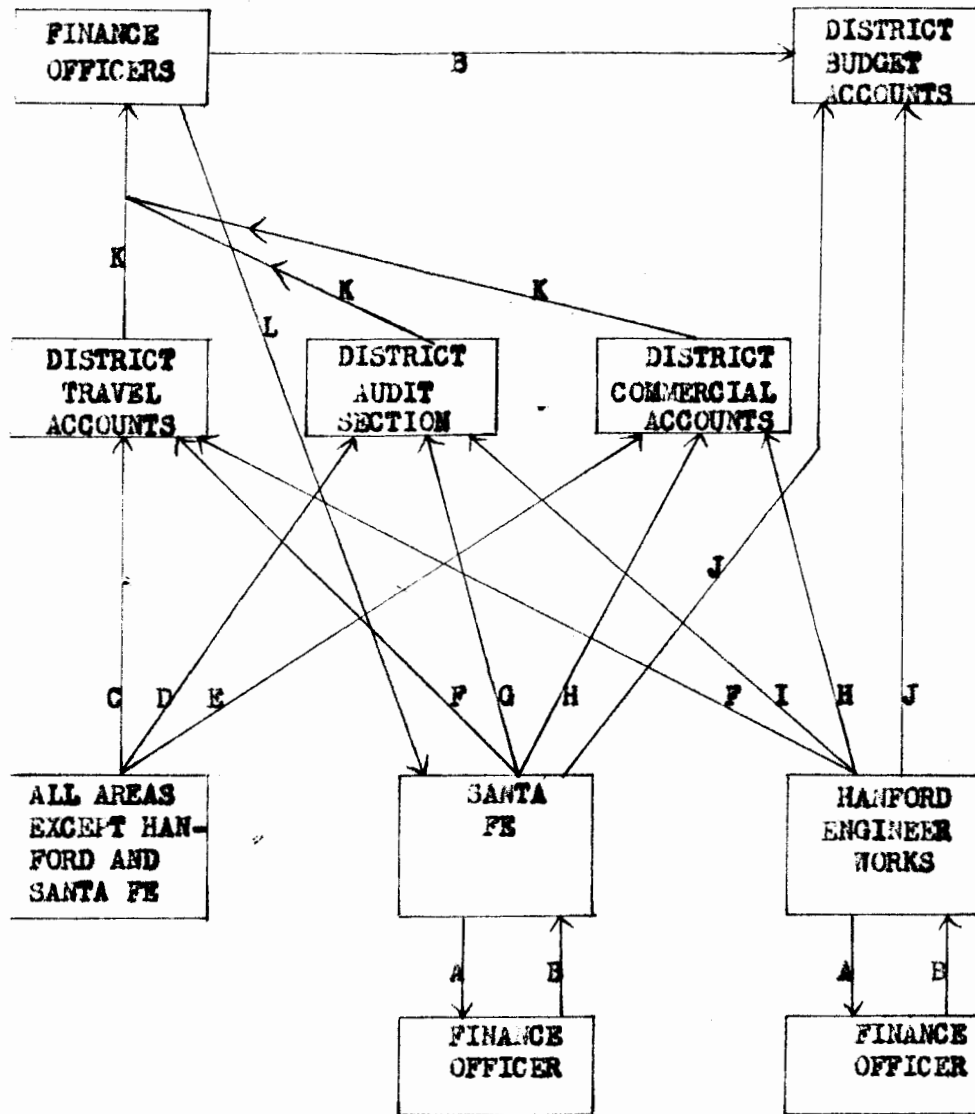 FINANCE
OFFICERS
B
DISTRICT
BUDGET
ACCOUNTS
K
L
K
K
DISTRICT
TRAVEL
ACCOUNTS
DISTRICT
AUDIT
SECTION
DISTRICT
COMMERCIAL
ACCOUNTS
J
C D E F G H F I H J
ALL AREAS
EXCEPT HAN-
FORD AND
SANTA FE
SANTA
FE
HANFORD
ENGINEER
WORKS
A B A B
FINANCE
OFFICER
FINANCE
OFFICER